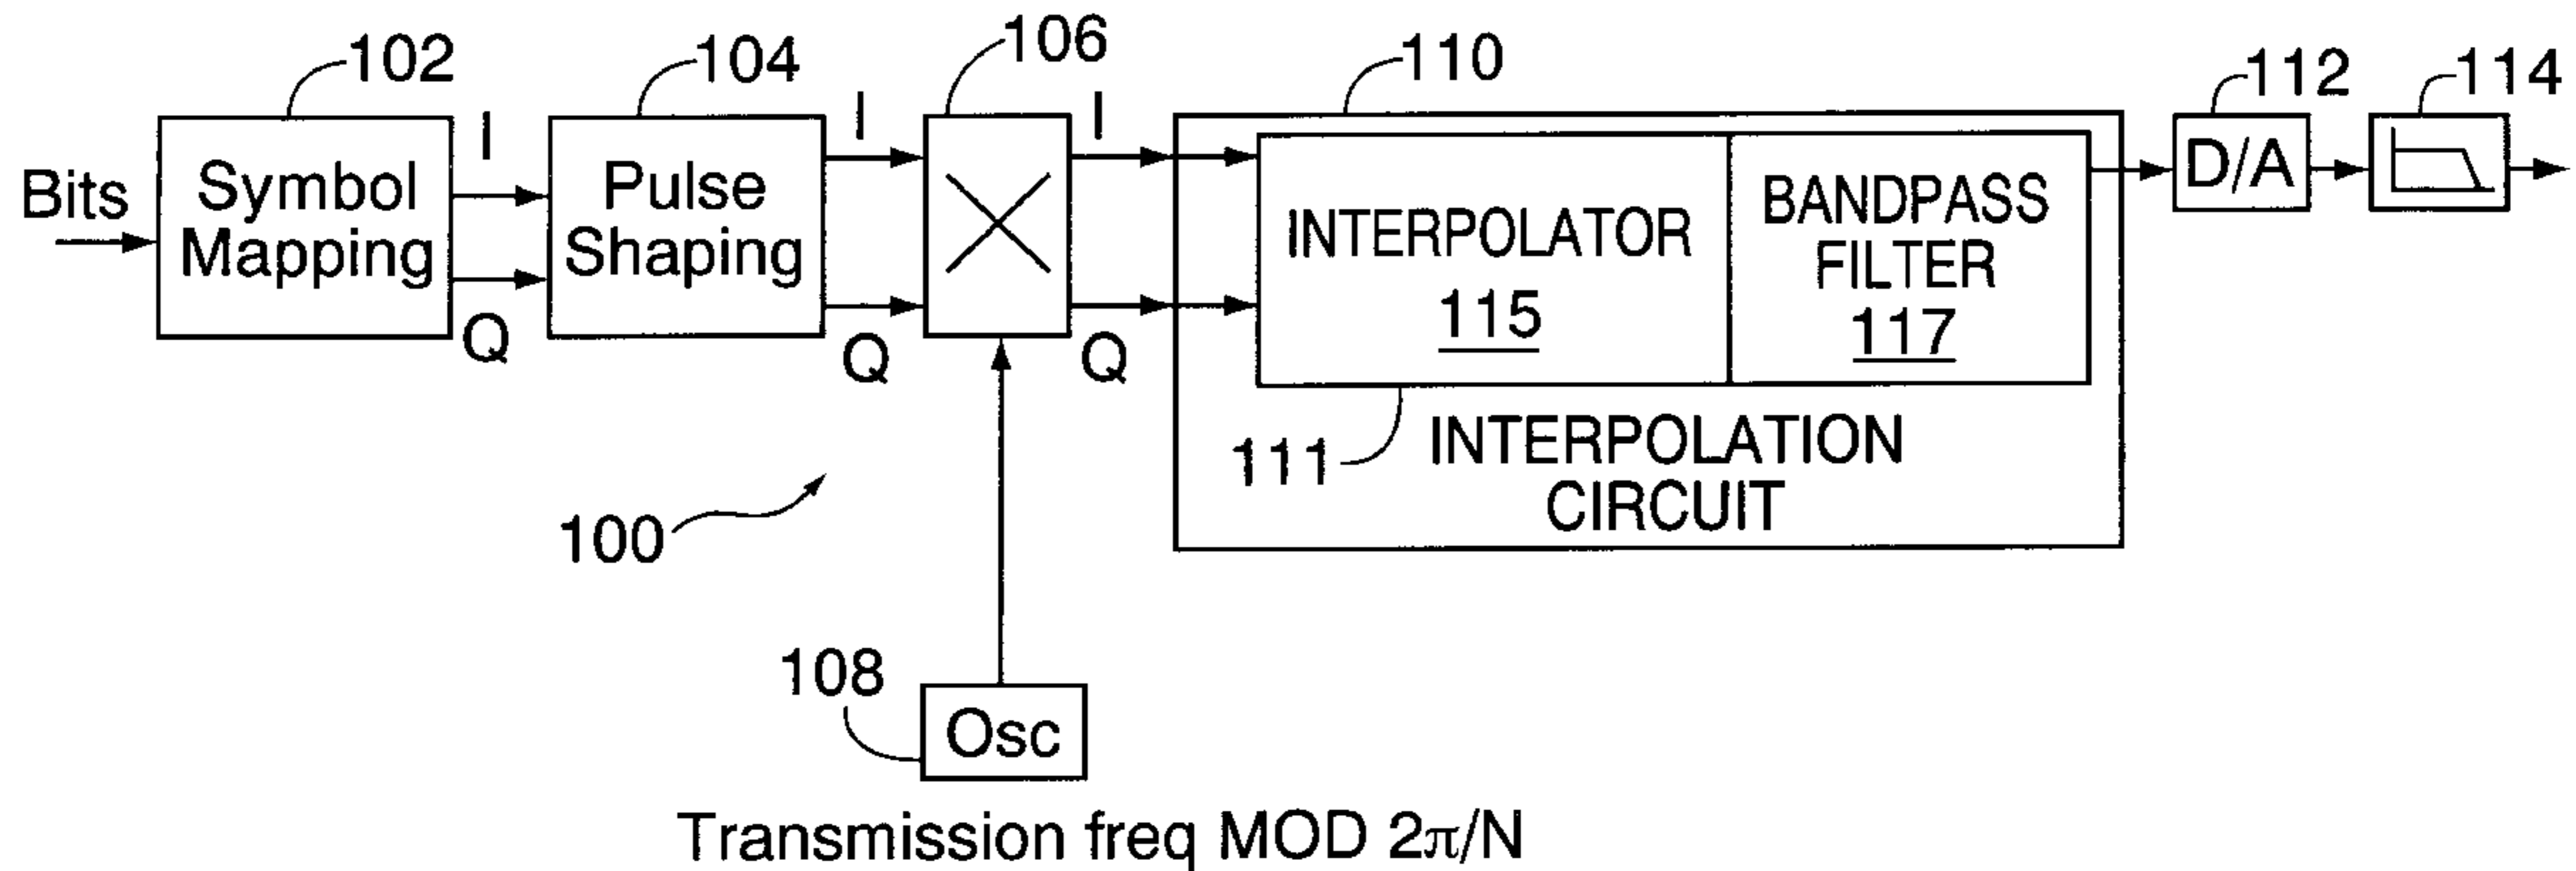 102
104
106
110
112
114
Bits
Symbol
Mapping
I
Q
Pulse
Shaping
I
Q
I
Q
INTERPOLATOR
115
BANDPASS
FILTER
117
D/A
111
INTERPOLATION
CIRCUIT
100
108
Osc
Transmission freq MOD 2π/N